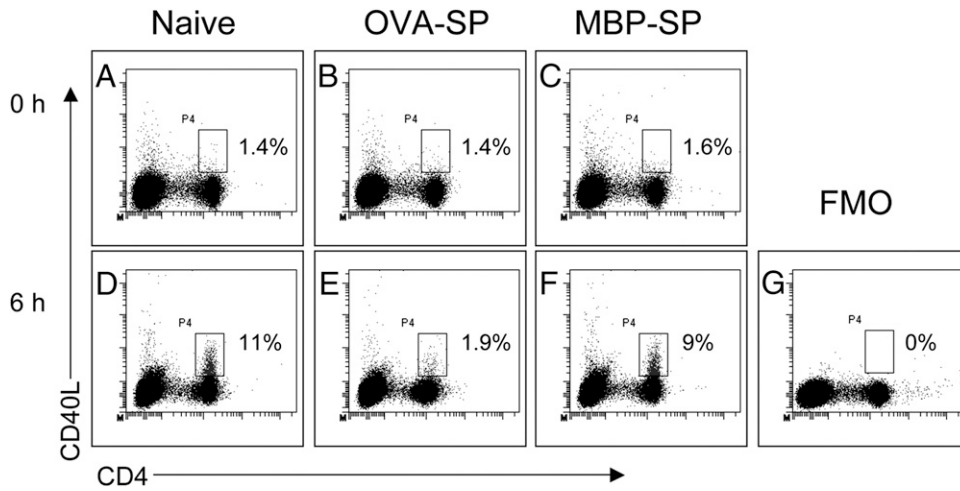 Naive OVA-SP MBP-SP
0 h
A P4 1.4%
B P4 1.4%
C P4 1.6%
FMO
6 h
D P4 11%
E P4 1.9%
F P4 9%
G P4 0%
CD40L
CD4